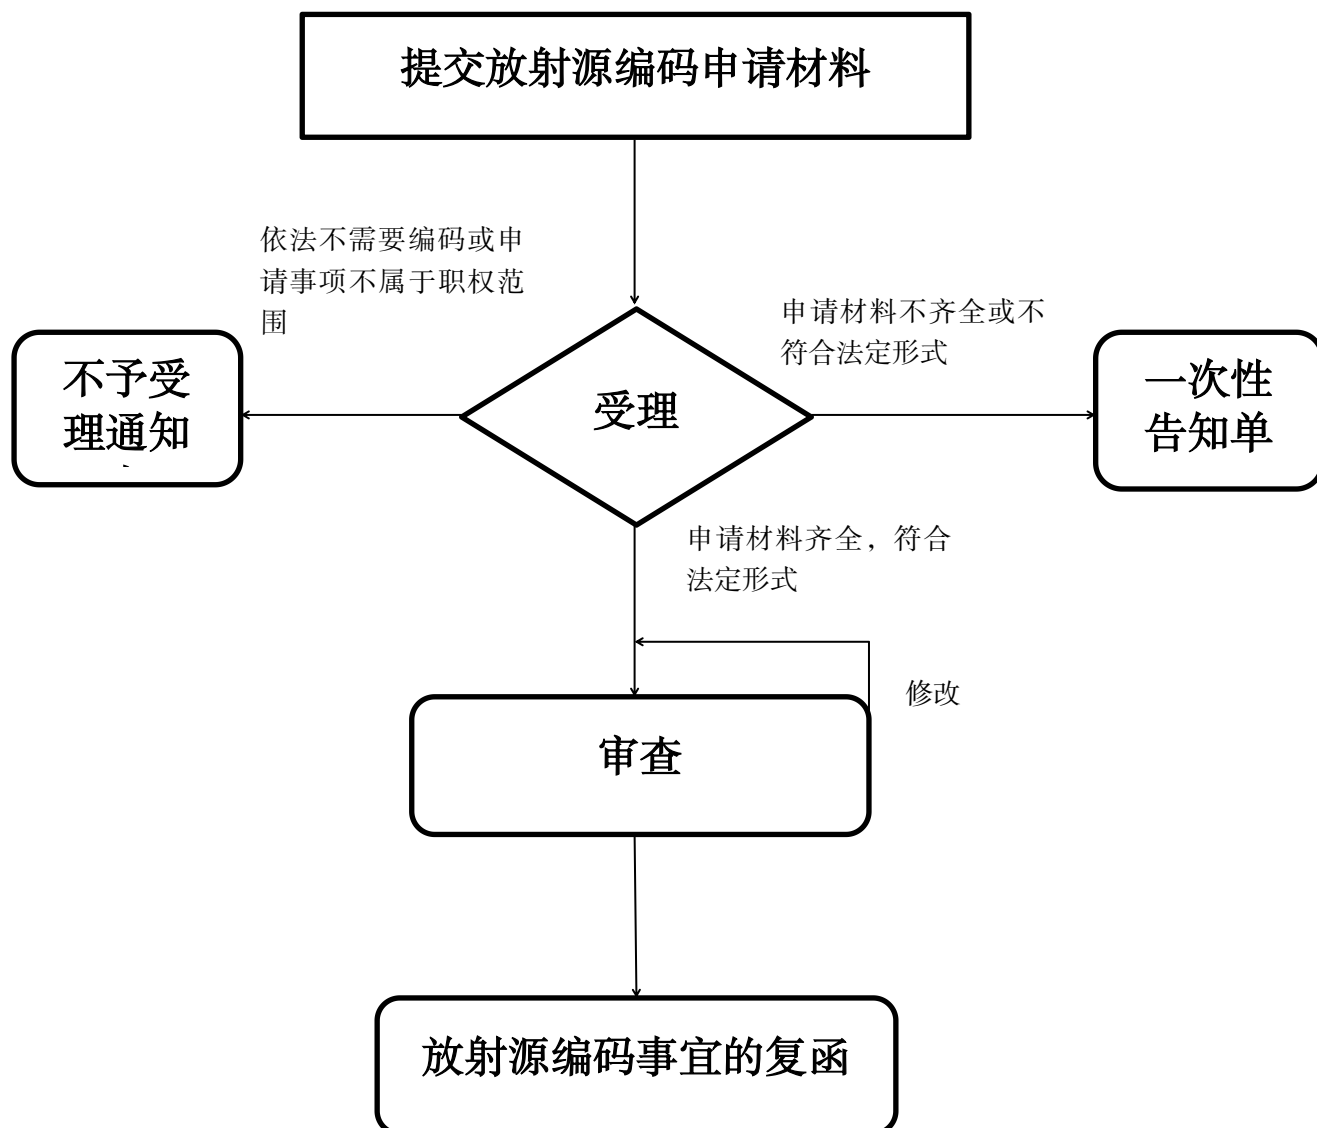 提交放射源编码申请材料
依法不需要编码或申
请事项不属于职权范
围
申请材料不齐全或不
符合法定形式
不予受
理通知
受理
一次性
告知单
申请材料齐全，符合
法定形式
修改
审查
放射源编码事宜的复函